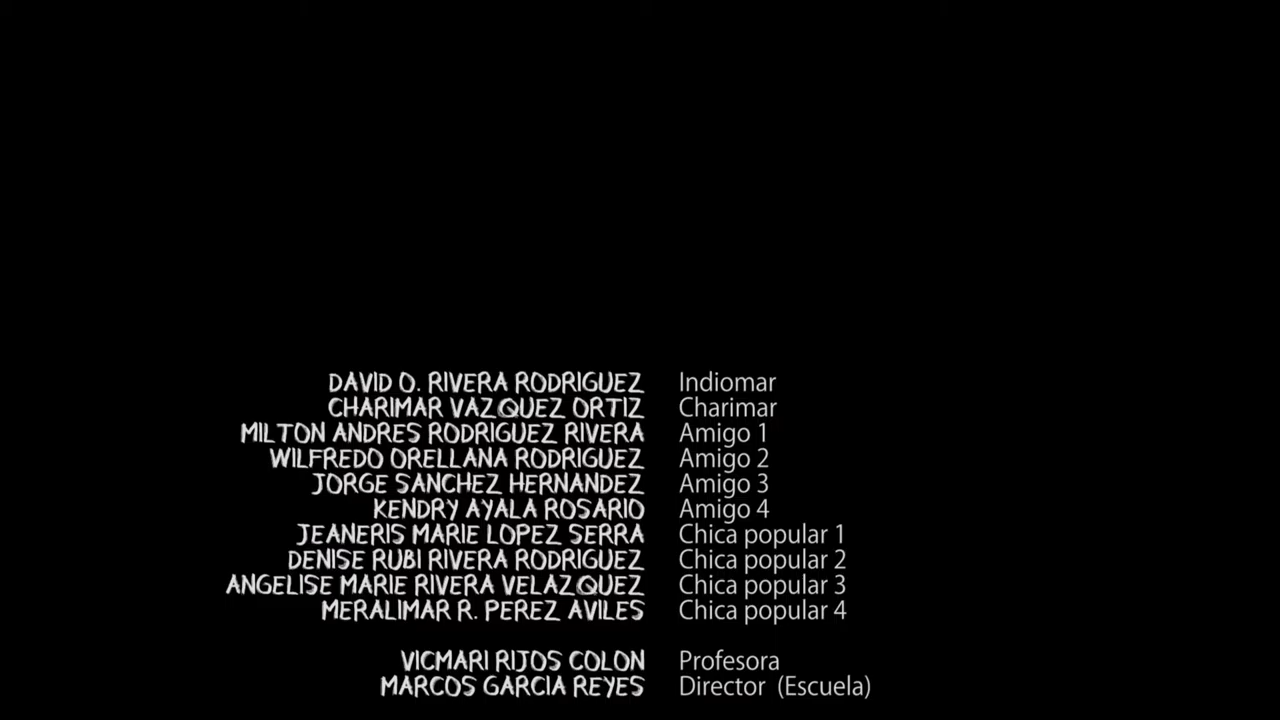 DAVID O. RIVERA RODRIGUEZ Indiomar
CHARIMAR VAZQUEZ ORTIZ Charimar
MILTON ANDRES RODRIGUEZ RIVERA Amigo 1
WILFREDO ORELLANA RODRIGUEZ Amigo 2
JORGE SANCHEZ HERNANDEZ Amigo 3
KENDRY AYALA ROSARIO Amigo 4
JEANERIS MARIE LOPEZ SERRA Chica popular 1
DENISE RUBI RIVERA RODRIGUEZ Chica popular 2
ANGELISE MARIE RIVERA VELAZQUEZ Chica popular 3
MERALIMAR R. PEREZ AVILES Chica popular 4
VICMARI RIJOS COLON Profesora
MARCOS GARCIA REYES Director (Escuela)